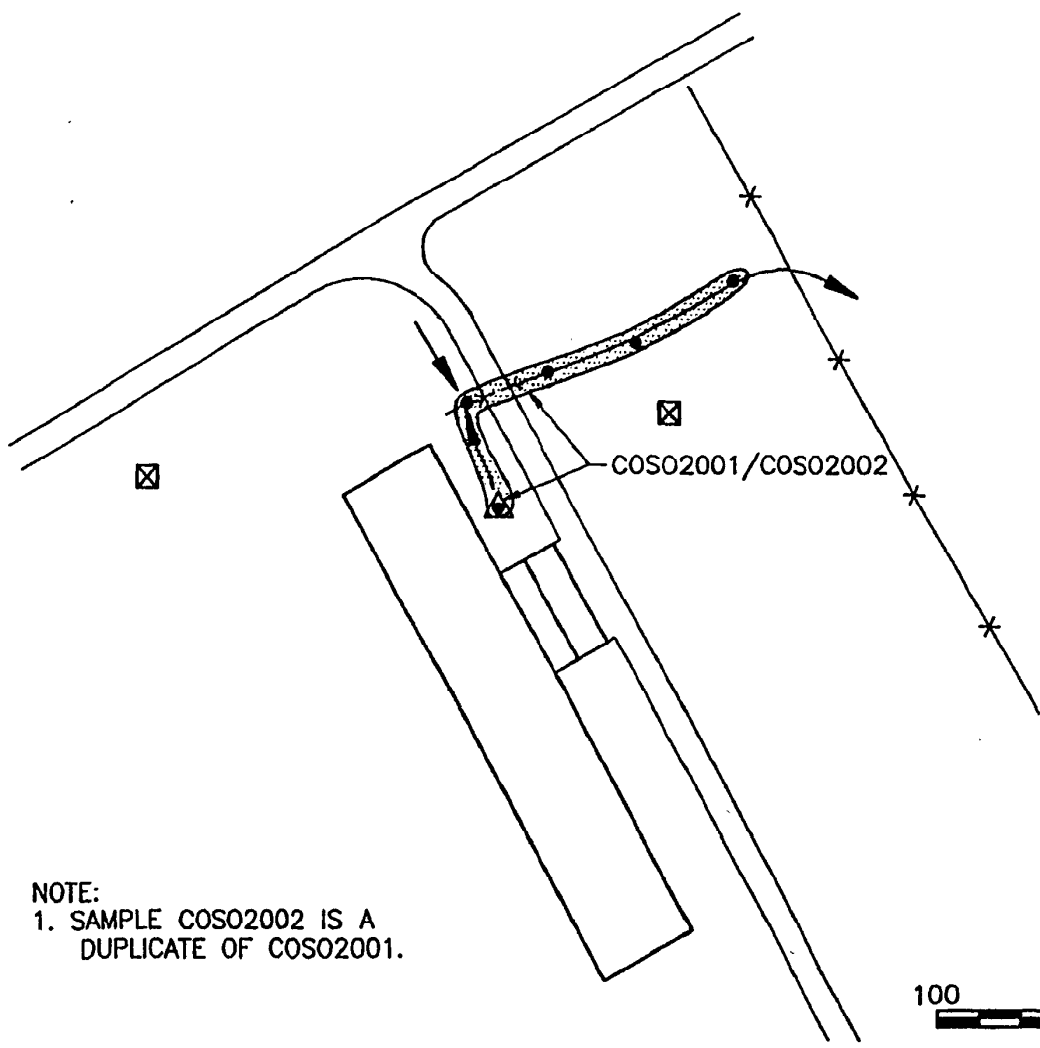 COSO2001/COSO2002
NOTE:
1. SAMPLE COSO2002 IS A
DUPLICATE OF COSO2001.
100